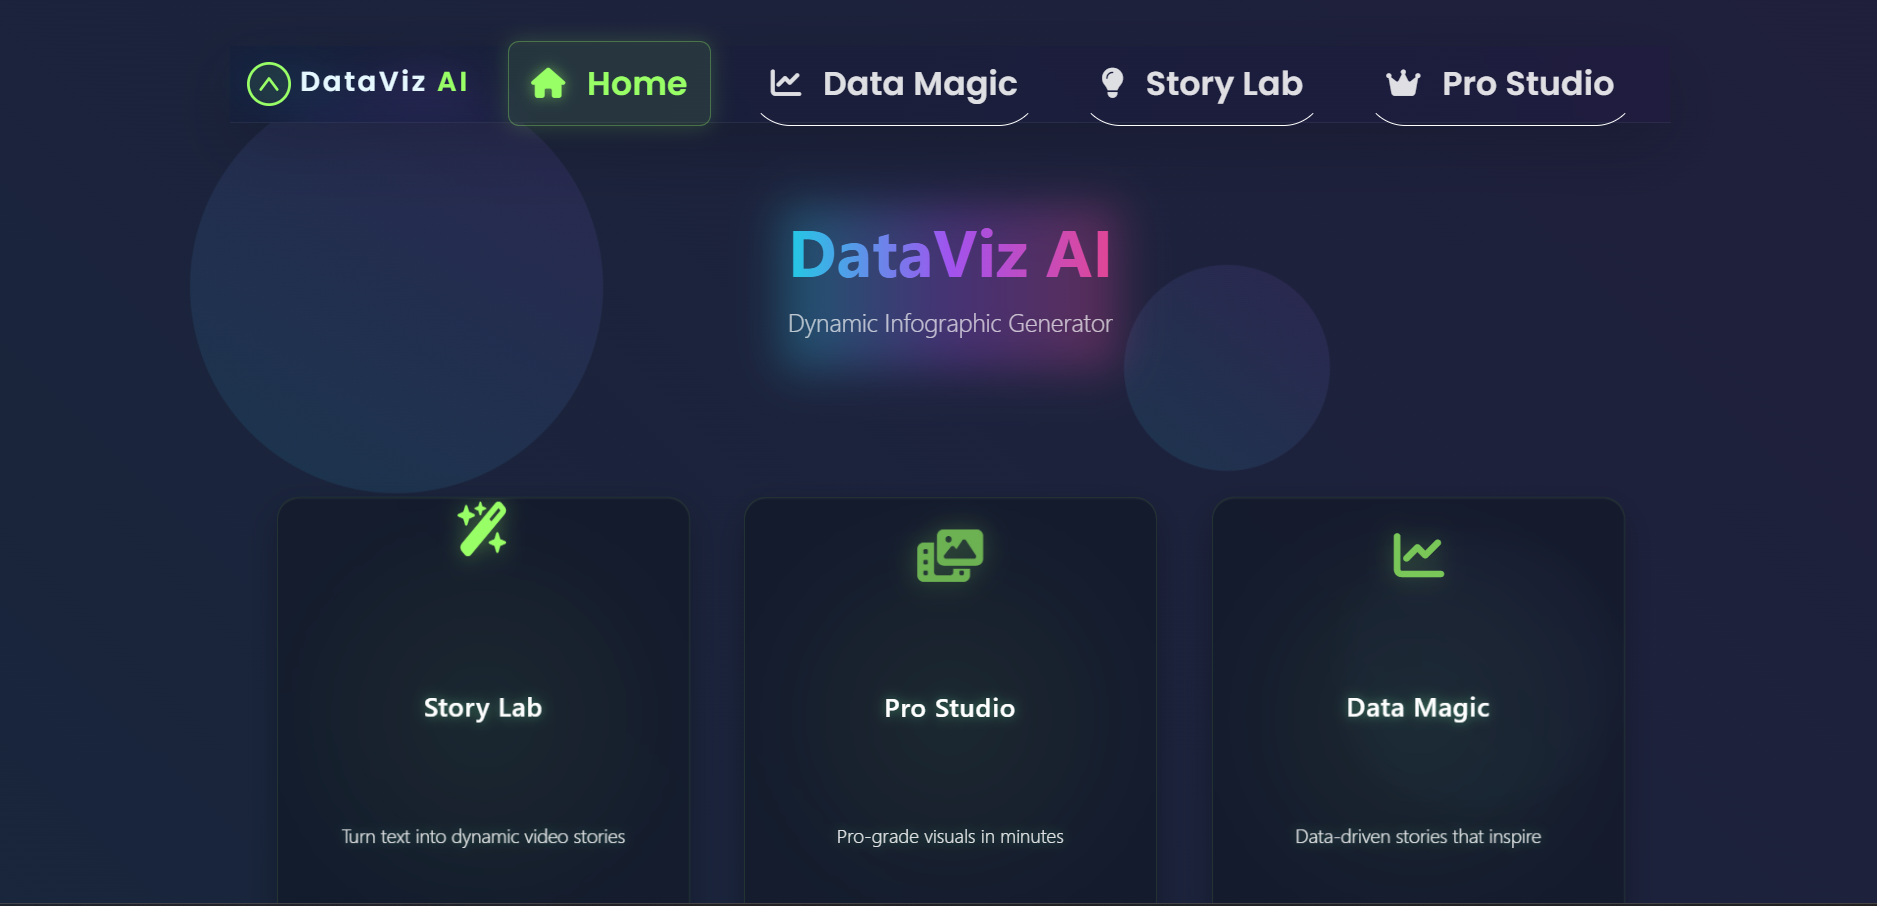 DataViz AI
Home
Data Magic
Story Lab
Pro Studio
DataViz AI
Dynamic Infographic Generator
Story Lab
Turn text into dynamic video stories
Pro Studio
Pro-grade visuals in minutes
Data Magic
Data-driven stories that inspire